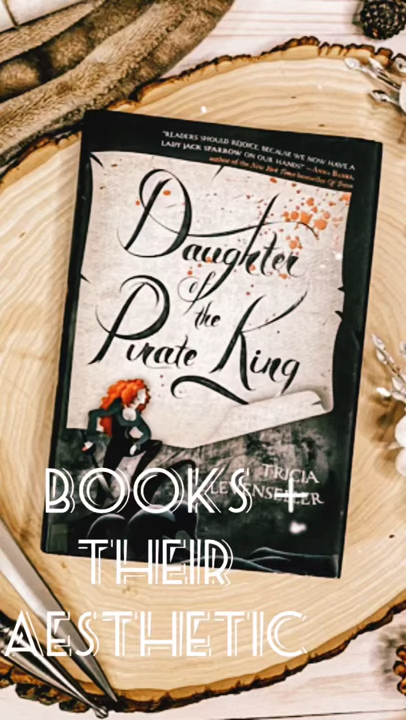 "READERS SHOULD REJOICE, BECAUSE WE NOW HAVE A
LADY JACK SPARROW ON OUR HANDS!" —ANNA BANKS,
author of the New York Times bestseller Of Poseidon
Daughter
of
the
Pirate King
TRICIA
LEVENSELLER
BOOKS +
THEIR
AESTHETIC